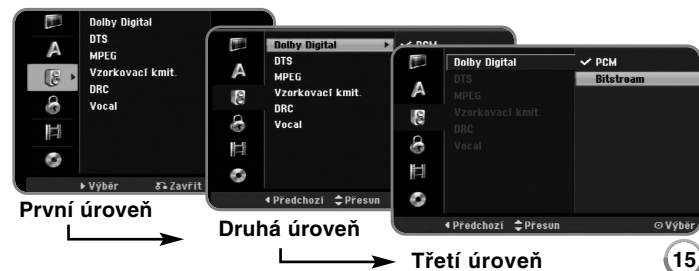 Dolby Digital
DTS
MPEG
Vzorkovací kmit.
DRC
Vocal
Výběr Zavřít
První úroveň
Dolby Digital PCM
DTS
MPEG
Vzorkovací kmit.
DRC
Vocal
Předchozí Přesun
Druhá úroveň
Dolby Digital PCM
DTS Bitstream
MPEG
Vzorkovací kmit.
DRC
Vocal
Předchozí Přesun Výběr
Třetí úroveň
15